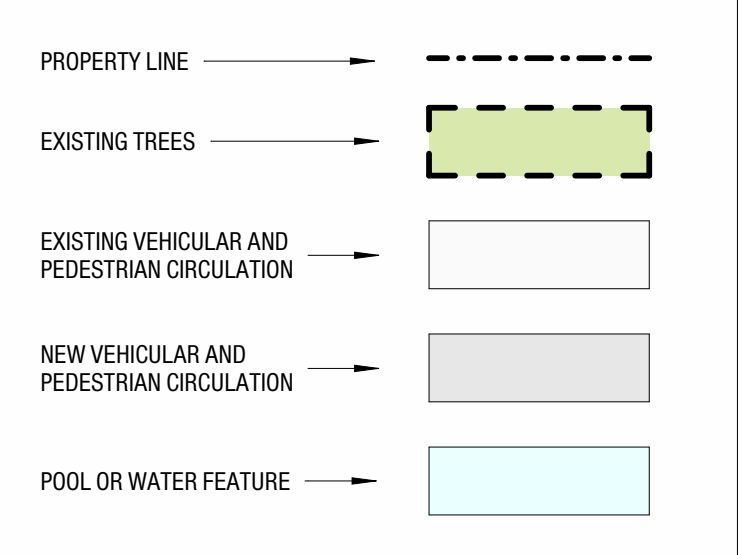 PROPERTY LINE
EXISTING TREES
EXISTING VEHICULAR AND
PEDESTRIAN CIRCULATION
NEW VEHICULAR AND
PEDESTRIAN CIRCULATION
POOL OR WATER FEATURE